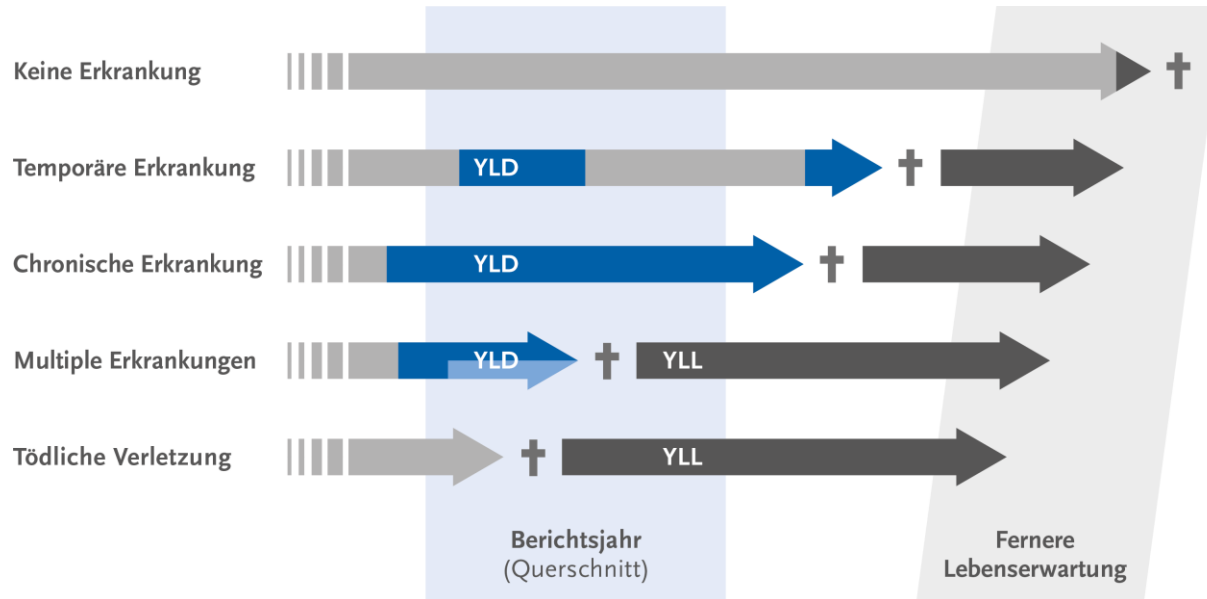 Keine Erkrankung
Temporäre Erkrankung
YLD
Chronische Erkrankung
YLD
Multiple Erkrankungen
YLD
YLL
Tödliche Verletzung
YLL
Berichtsjahr
(Querschnitt)
Fernere
Lebenserwartung